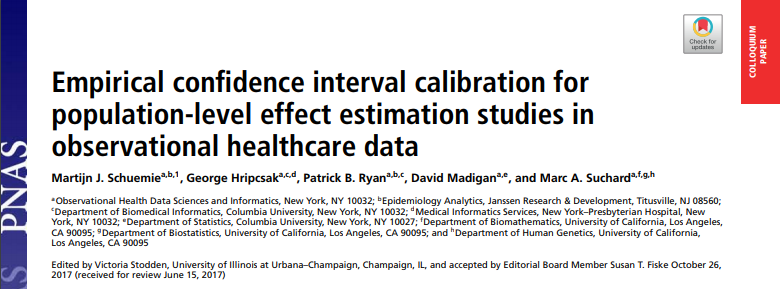 PNAS
Check for
updates
COLLOQUIUM
PAPER
Empirical confidence interval calibration for
population-level effect estimation studies in
observational healthcare data
Martijn J. Schuemieᵃ,ᵇ,¹, George Hripcsakᵃ,ᶜ,ᵈ, Patrick B. Ryanᵃ,ᵇ,ᶜ, David Madiganᵃ,ᵉ, and Marc A. Suchardᵃ,ᶠ,ᵍ,ʰ
ᵃObservational Health Data Sciences and Informatics, New York, NY 10032; ᵇEpidemiology Analytics, Janssen Research & Development, Titusville, NJ 08560;
ᶜDepartment of Biomedical Informatics, Columbia University, New York, NY 10032; ᵈMedical Informatics Services, New York–Presbyterian Hospital, New
York, NY 10032; ᵉDepartment of Statistics, Columbia University, New York, NY 10027; ᶠDepartment of Biomathematics, University of California, Los Angeles,
CA 90095; ᵍDepartment of Biostatistics, University of California, Los Angeles, CA 90095; and ʰDepartment of Human Genetics, University of California,
Los Angeles, CA 90095
Edited by Victoria Stodden, University of Illinois at Urbana–Champaign, Champaign, IL, and accepted by Editorial Board Member Susan T. Fiske October 26,
2017 (received for review June 15, 2017)